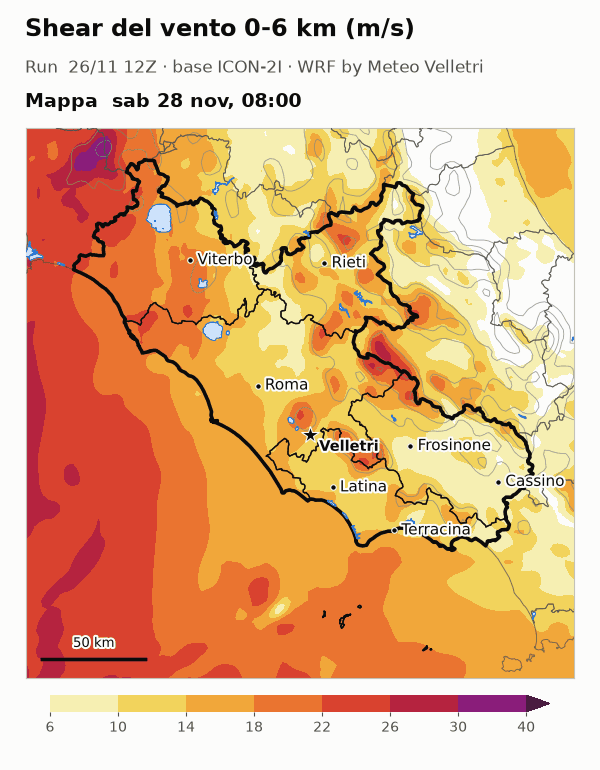 Shear del vento 0-6 km (m/s)
Run  26/11 12Z · base ICON-2I · WRF by Meteo Velletri
Mappa  sab 28 nov, 08:00
Viterbo
Rieti
Roma
Velletri
Frosinone
Cassino
Latina
Terracina
50 km
6 10 14 18 22 26 30 40